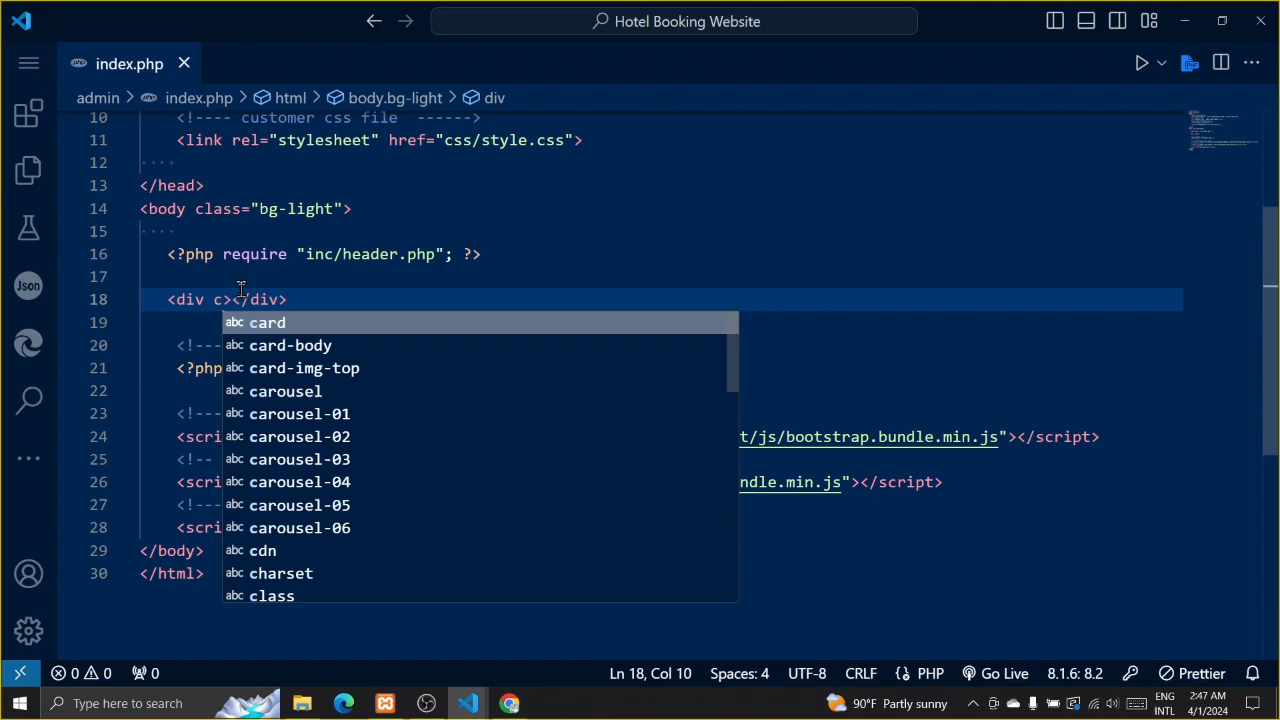 Hotel Booking Website
index.php
admin > index.php > html > body.bg-light > div
10 <!---- customer css file ------>
11 <link rel="stylesheet" href="css/style.css">
12
13 </head>
14 <body class="bg-light">
15
16 <?php require "inc/header.php"; ?>
17
18 <div c></div>
19
card
20 <!---
card-body
21 <?php
card-img-top
22
carousel
23 <!---
carousel-01
24 <scri
carousel-02
t/js/bootstrap.bundle.min.js"></script>
25 <!--
carousel-03
26 <scri
carousel-04
ndle.min.js"></script>
27 <!---
carousel-05
28 <scri
carousel-06
29 </body>
cdn
30 </html>
charset
class
Json
0 0 0
Ln 18, Col 10 Spaces: 4 UTF-8 CRLF {} PHP Go Live 8.1.6: 8.2 Prettier
Type here to search
90°F Partly sunny
ENG
INTL
2:47 AM
4/1/2024